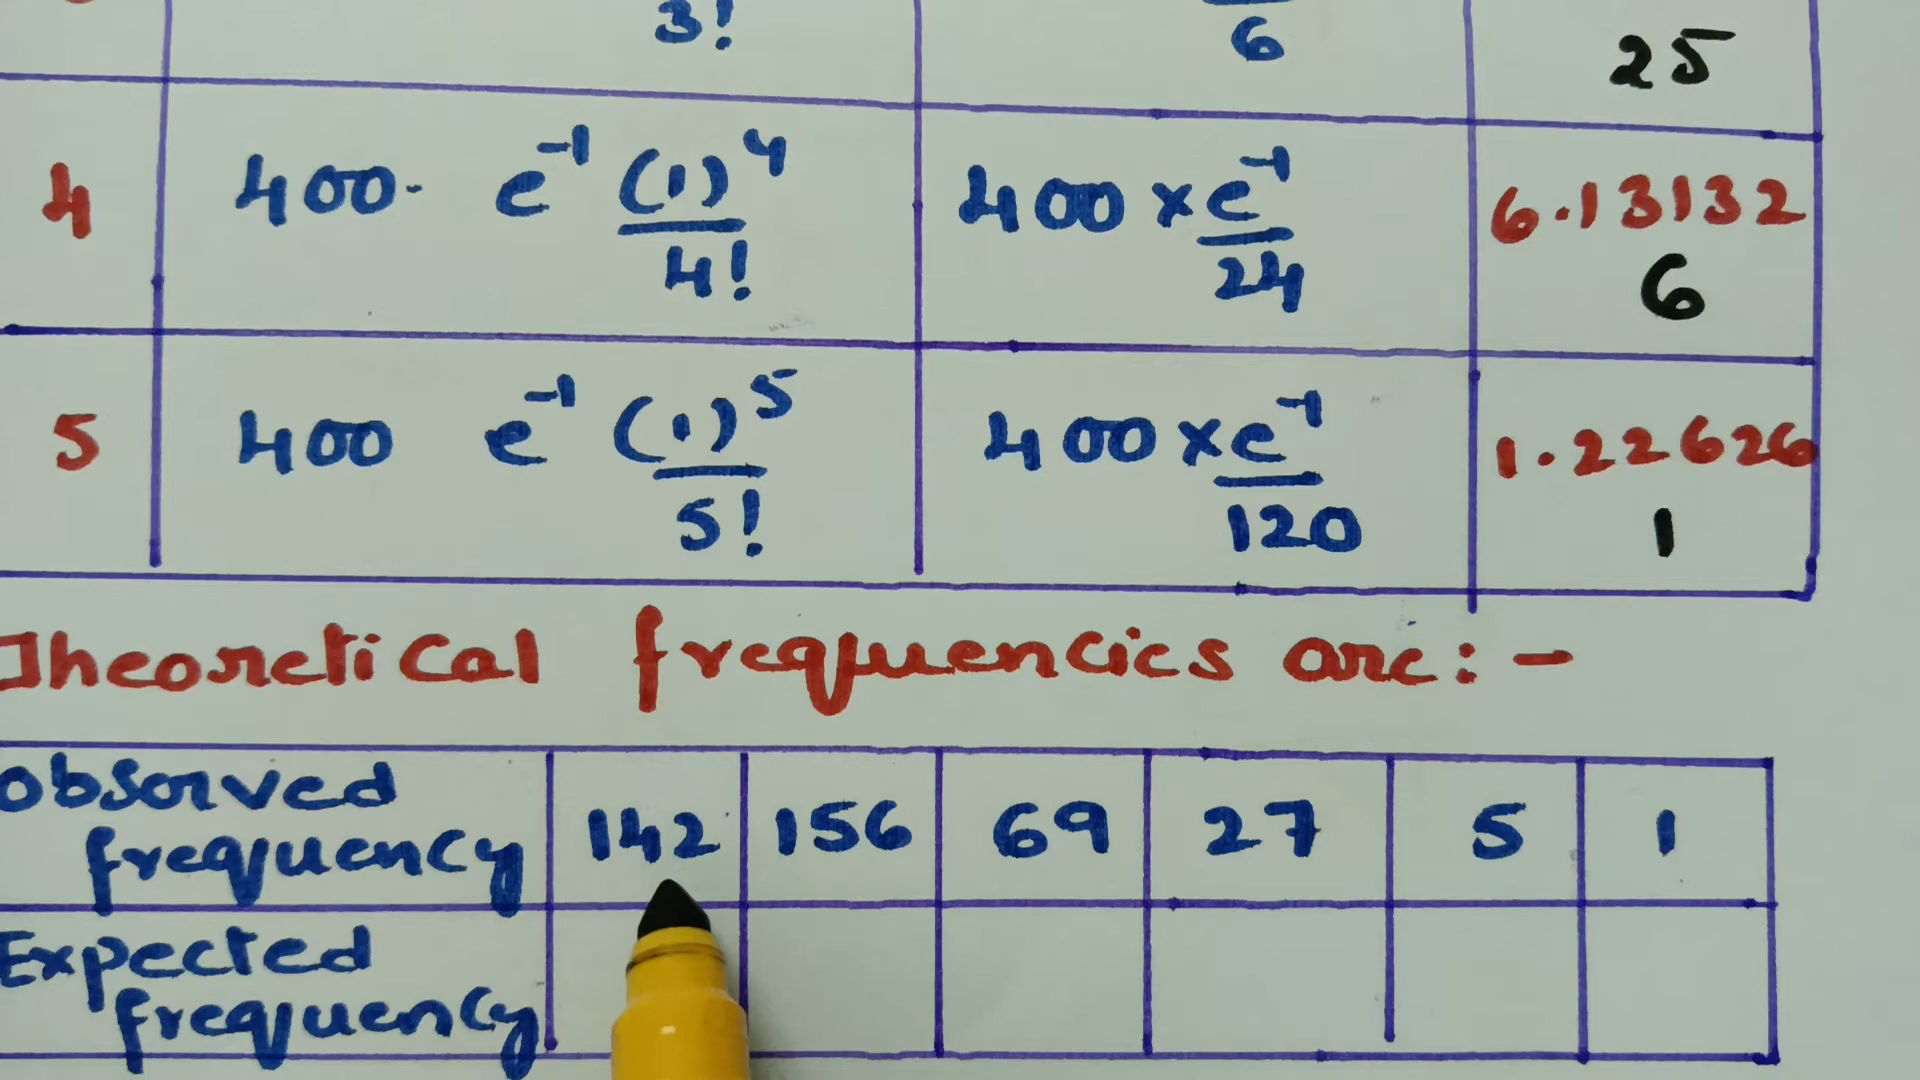 3! 6 25
4 400. e⁻¹ (1)⁴/4! 400 × e⁻¹/24 6.13132
6
5 400 e⁻¹ (1)⁵/5! 400 × e⁻¹/120 1.22626
1
Theoretical frequencies are:-
Observed frequency 142 156 69 27 5 1
Expected frequency